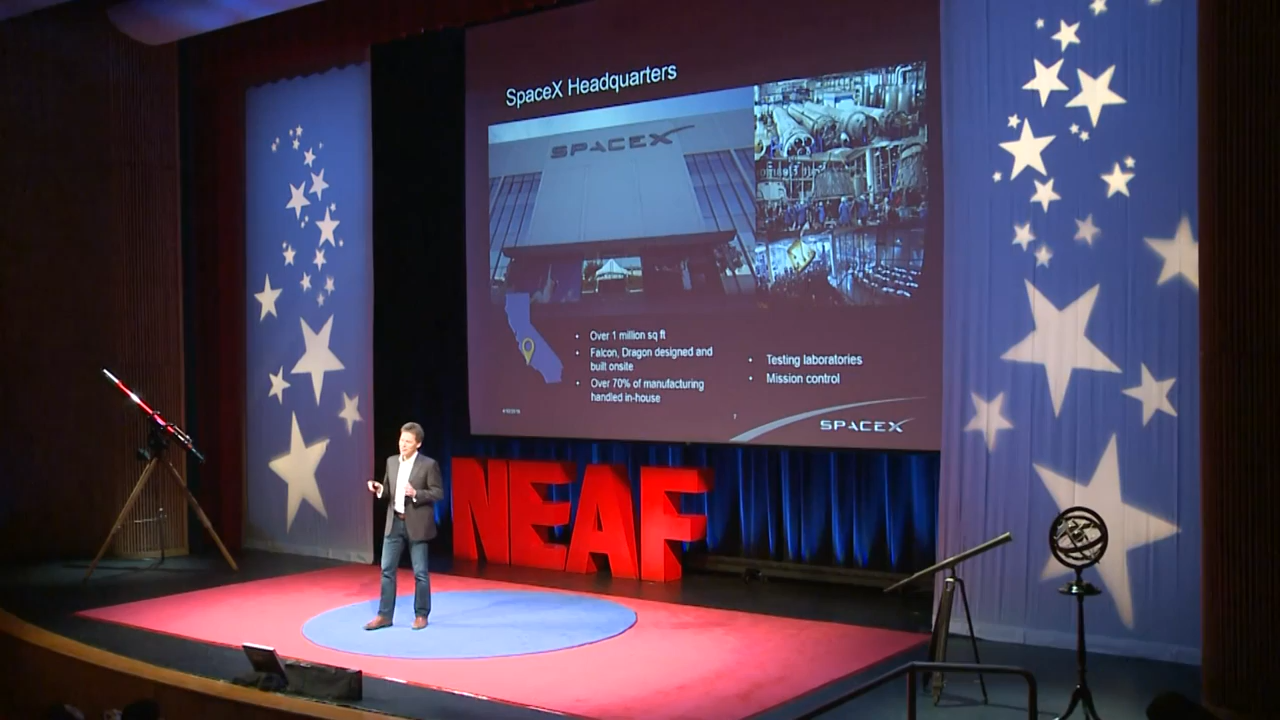 SpaceX Headquarters
SPACEX
• Over 1 million sq ft
• Falcon, Dragon designed and
built onsite
• Over 70% of manufacturing
handled in-house
• Testing laboratories
• Mission control
7
SPACEX
NEAF